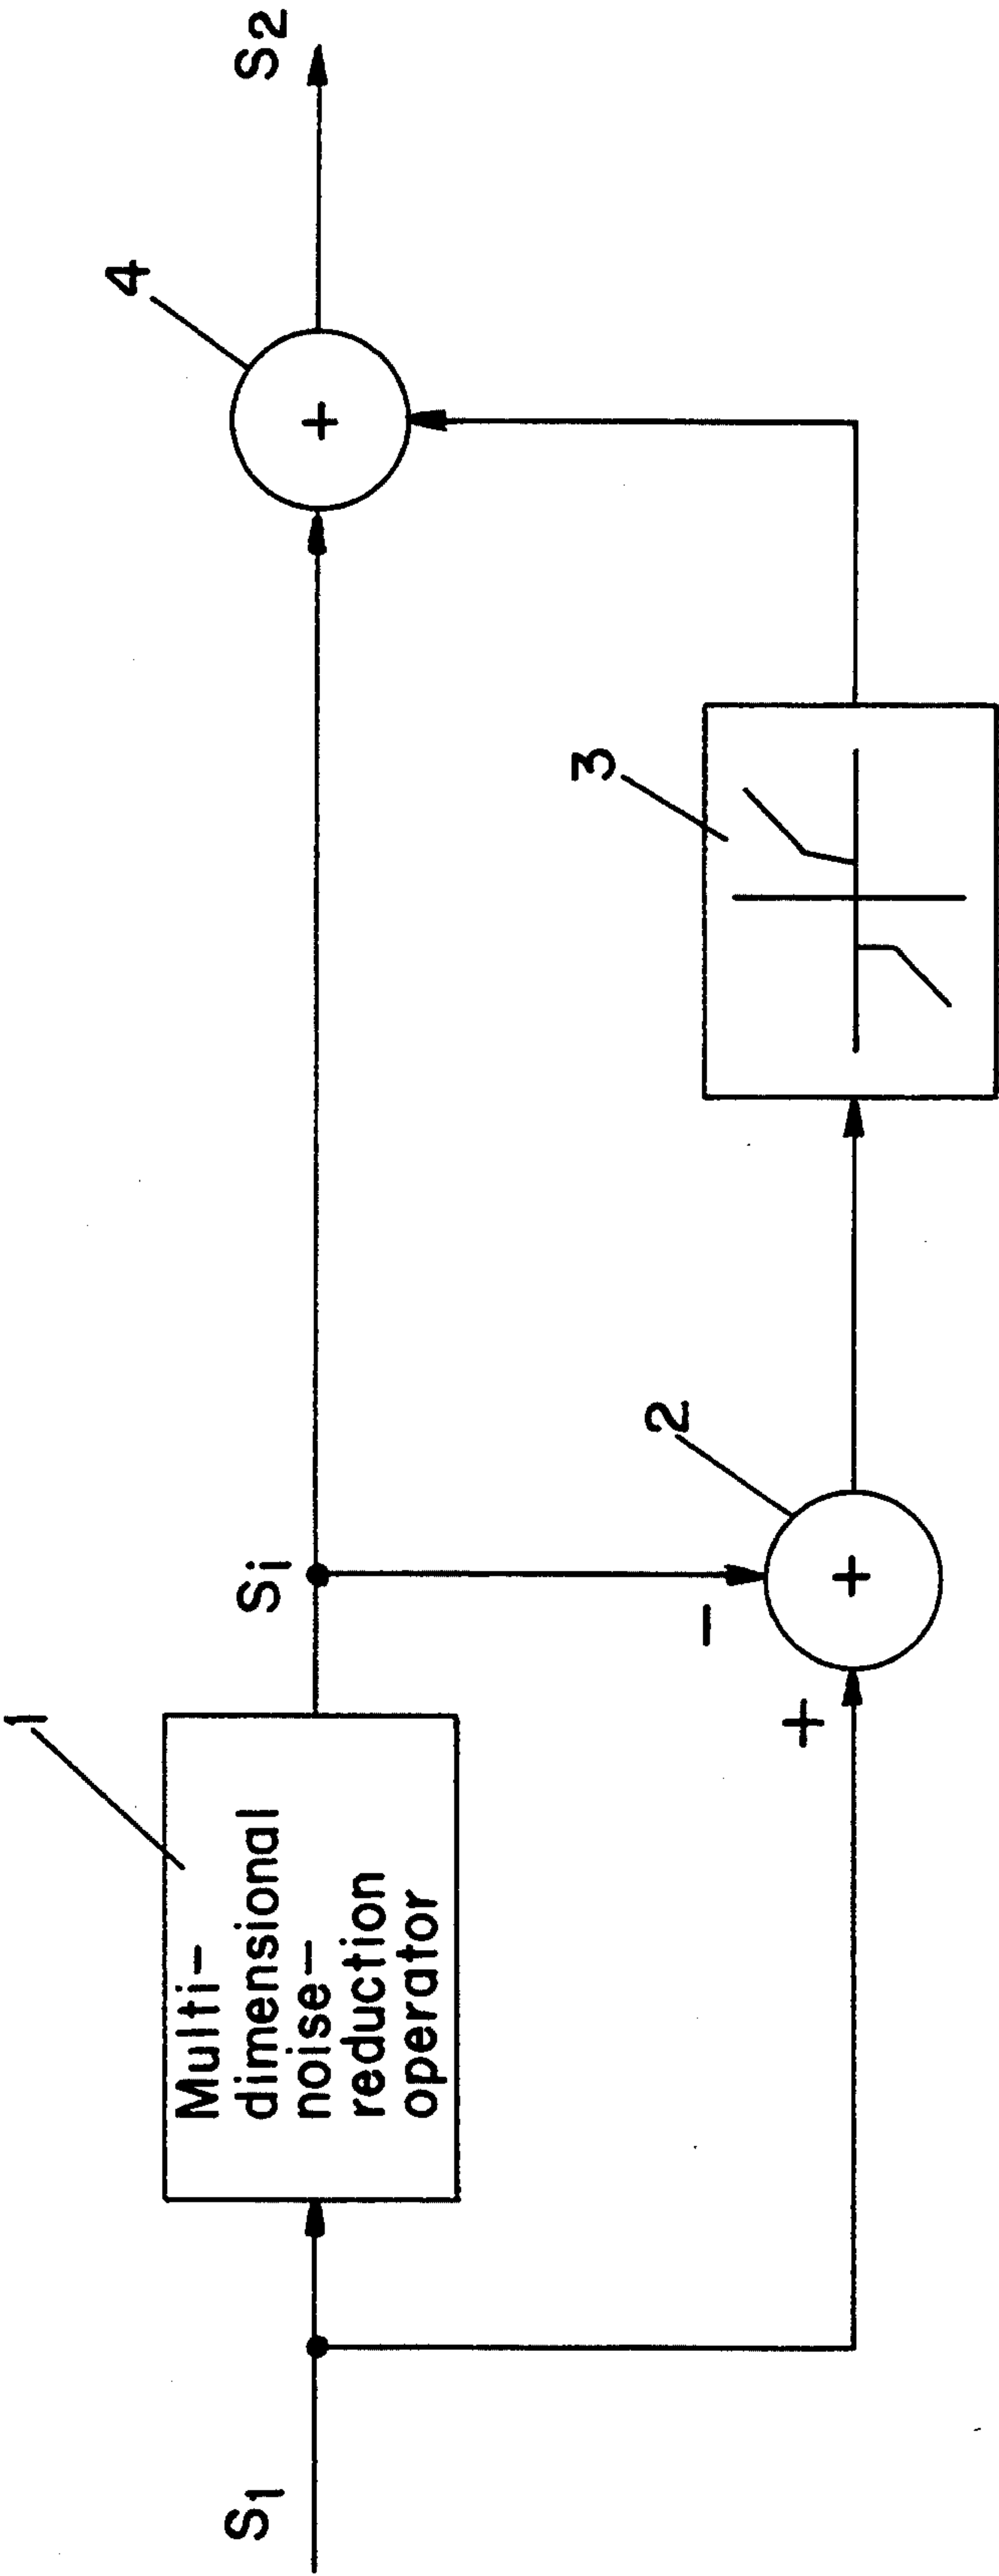 S1
1
Multi-
dimensional
noise-
reduction
operator
Si
4
S2
+
+
-
2
+
3